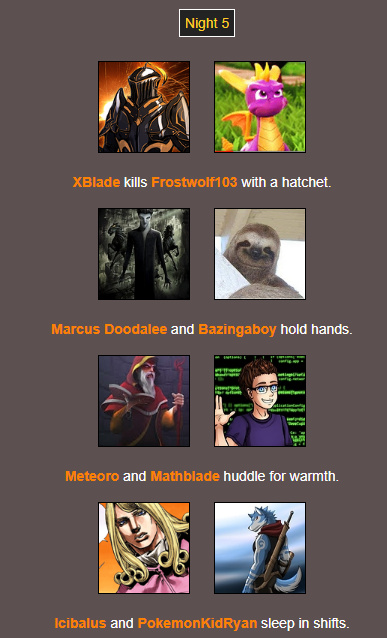 Night 5
XBlade kills Frostwolf103 with a hatchet.
Marcus Doodalee and Bazingaboy hold hands.
Meteoro and Mathblade huddle for warmth.
Icibalus and PokemonKidRyan sleep in shifts.